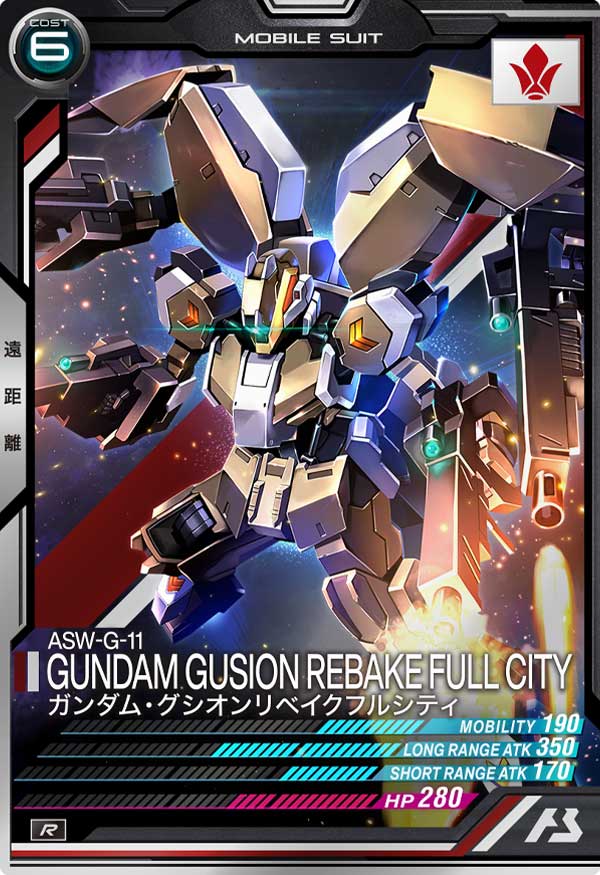 COST
6
MOBILE SUIT
遠距離
ASW-G-11
GUNDAM GUSION REBAKE FULL CITY
ガンダム・グシオンリベイクフルシティ
MOBILITY 190
LONG RANGE ATK 350
SHORT RANGE ATK 170
HP 280
R